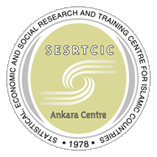 STATISTICAL ECONOMIC AND SOCIAL RESEARCH AND TRAINING CENTRE FOR ISLAMIC COUNTRIES
SESRTCIC
Ankara Centre
• 1978 •